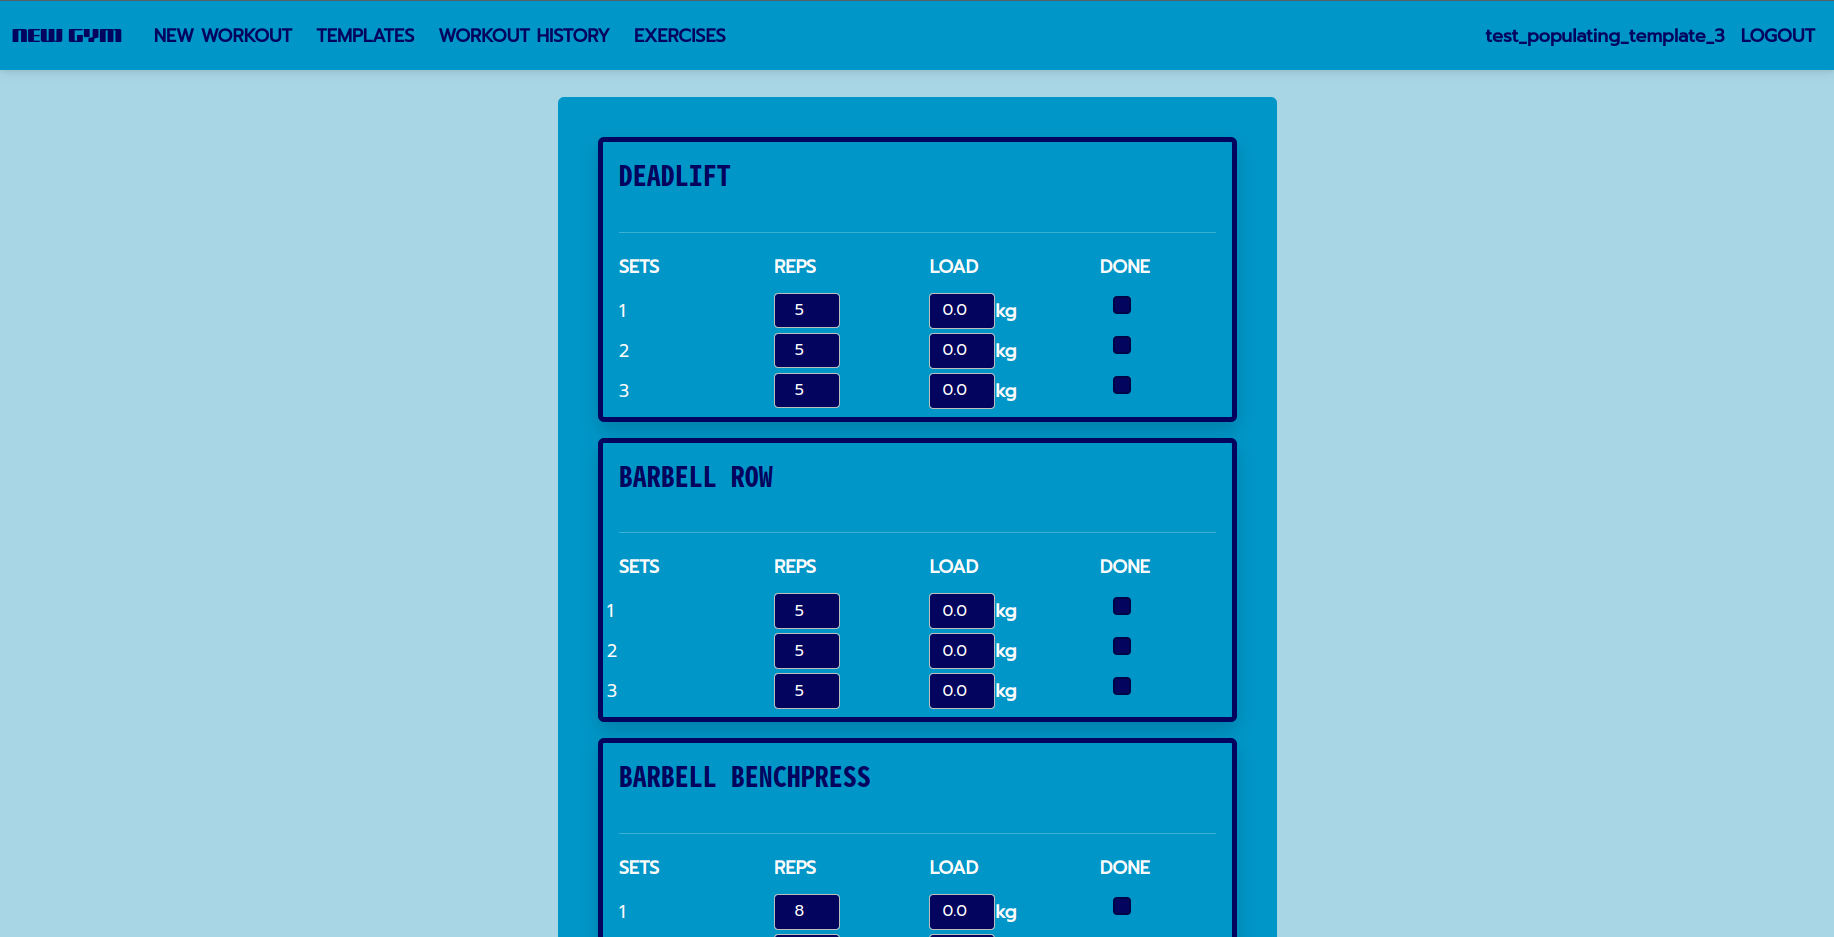 NEW GYM NEW WORKOUT TEMPLATES WORKOUT HISTORY EXERCISES test_populating_template_3 LOGOUT
DEADLIFT
SETS REPS LOAD DONE
1 5 0.0 kg
2 5 0.0 kg
3 5 0.0 kg
BARBELL ROW
SETS REPS LOAD DONE
1 5 0.0 kg
2 5 0.0 kg
3 5 0.0 kg
BARBELL BENCHPRESS
SETS REPS LOAD DONE
1 8 0.0 kg